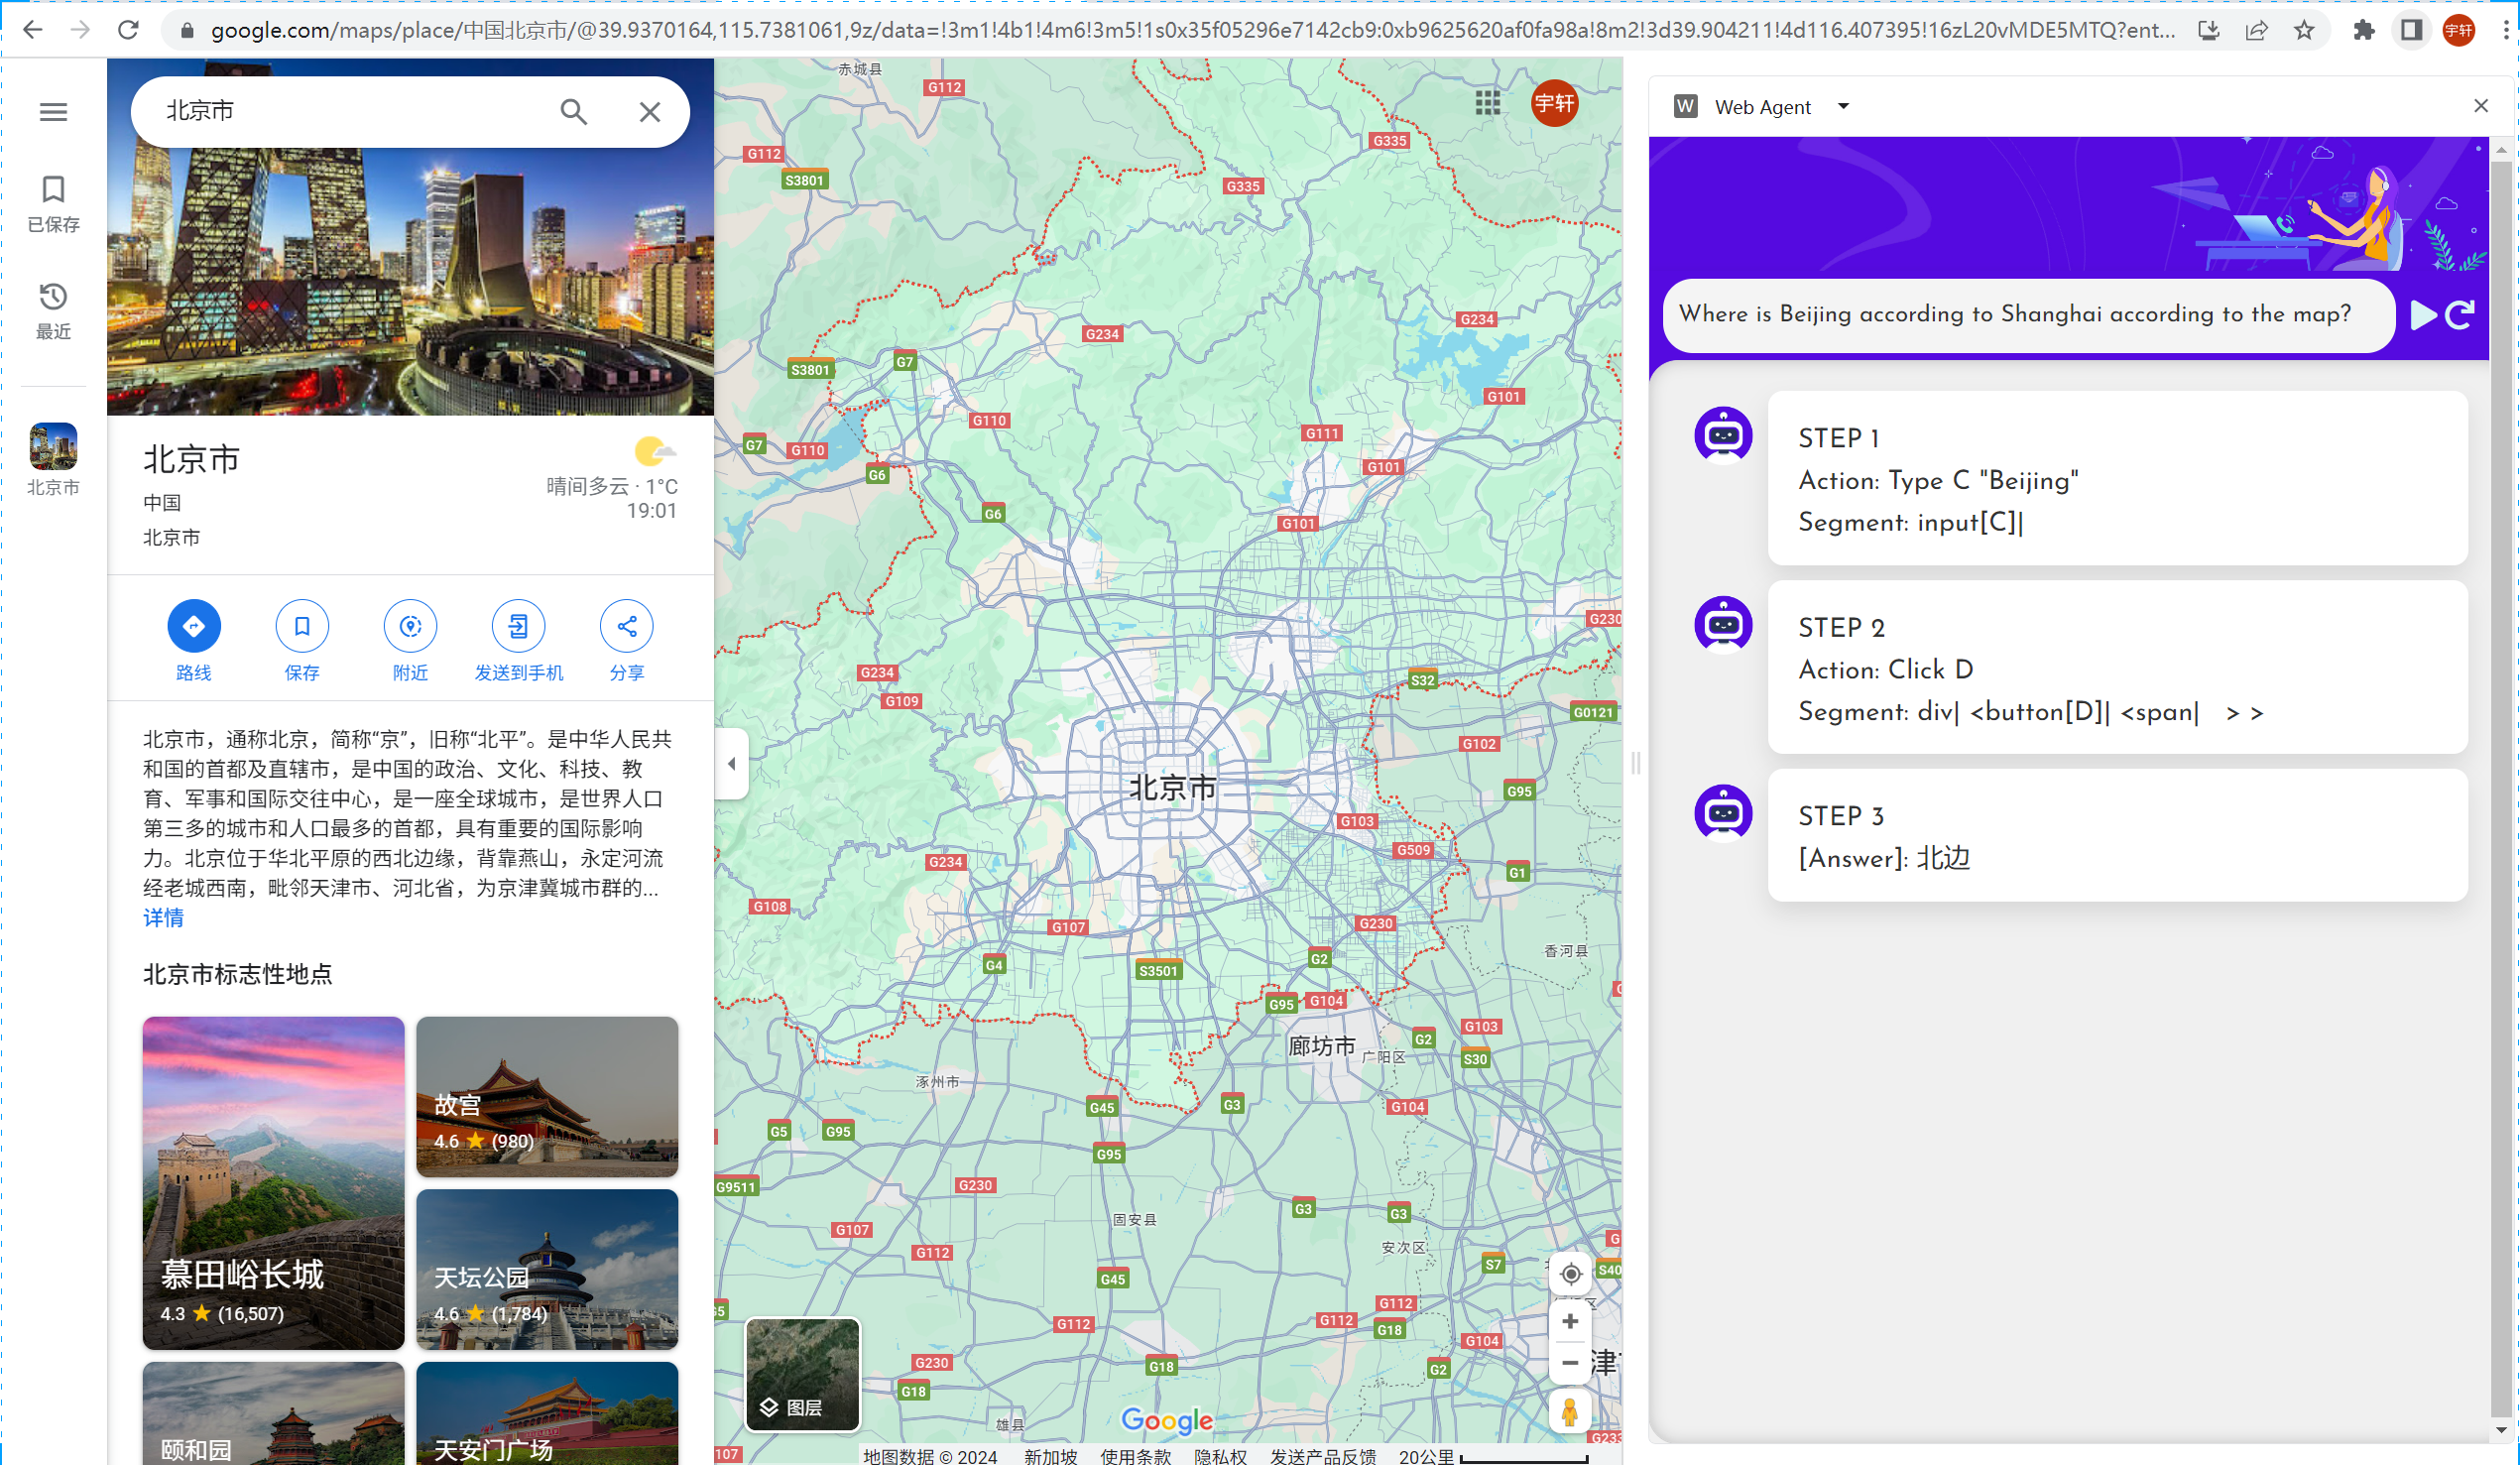 google.com/maps/place/中国北京市/@39.9370164,115.7381061,9z/data=!3m1!4b1!4m6!3m5!1s0x35f05296e7142cb9:0xb9625620af0fa98a!8m2!3d39.904211!4d116.407395!16zL20vMDE5MTQ?ent...
宇轩
已保存
最近
北京市
北京市
北京市
中国
北京市
晴间多云 · 1°C
19:01
路线
保存
附近
发送到手机
分享
北京市，通称北京，简称“京”，旧称“北平”。是中华人民共
和国的首都及直辖市，是中国的政治、文化、科技、教
育、军事和国际交往中心，是一座全球城市，是世界人口
第三多的城市和人口最多的首都，具有重要的国际影响
力。北京位于华北平原的西北边缘，背靠燕山，永定河流
经老城西南，毗邻天津市、河北省，为京津冀城市群的...
详情
北京市标志性地点
慕田峪长城
4.3 ★ (16,507)
故宫
4.6 ★ (980)
天坛公园
4.6 ★ (1,784)
颐和园
天安门广场
赤城县
G112
宇轩
G335
G112
S3801
G335
G234
G234
S3801
G7
G101
G110
G111
G7
G110
G6
G101
G6
G101
G230
G234
S32
G109
G0121
G102
北京市
G95
G103
G509
G234
G1
G108
G107
G230
香河县
G4
S3501
G2
G95
G104
G103
廊坊市
广阳区
G2
S30
涿州市
G45
G3
G104
G5
G95
G95
G9511
G230
G3
G3
固安县
G107
安次区
G112
S7
S40
G45
G112
G112
G112
G18
G104
津
G230
G18
G2
G18
图层
雄县
Google
107
G233
地图数据 © 2024
新加坡
使用条款
隐私权
发送产品反馈
20公里
W
Web Agent
Where is Beijing according to Shanghai according to the map?
STEP 1
Action: Type C "Beijing"
Segment: input[C]|
STEP 2
Action: Click D
Segment: div| <button[D]| <span| > >
STEP 3
[Answer]: 北边